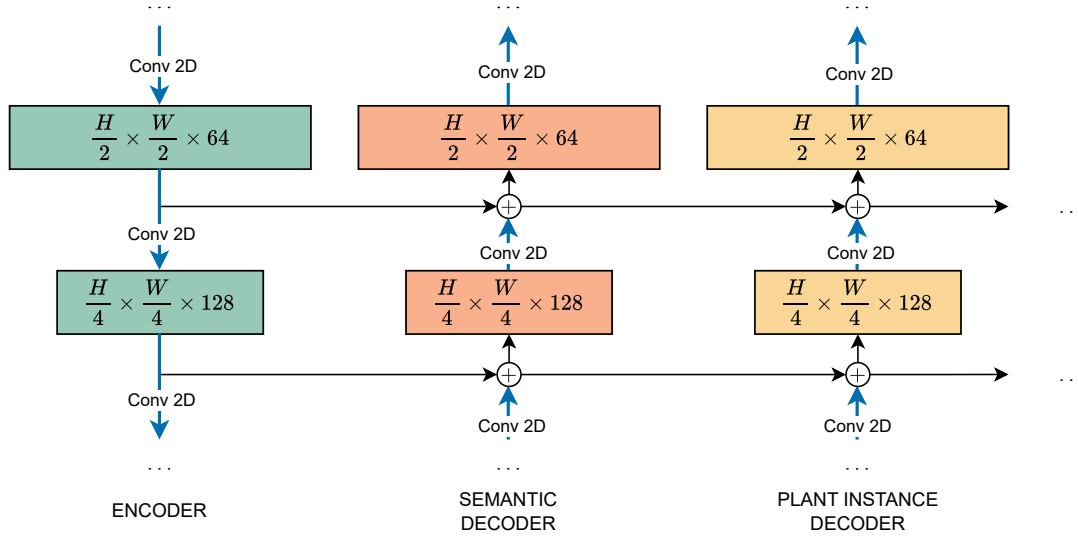 ... ... ...
Conv 2D Conv 2D Conv 2D
H/2 × W/2 × 64 H/2 × W/2 × 64 H/2 × W/2 × 64
+ + ..
Conv 2D Conv 2D Conv 2D
H/4 × W/4 × 128 H/4 × W/4 × 128 H/4 × W/4 × 128
+ + ..
Conv 2D Conv 2D Conv 2D
... ... ...
ENCODER
SEMANTIC
DECODER
PLANT INSTANCE
DECODER